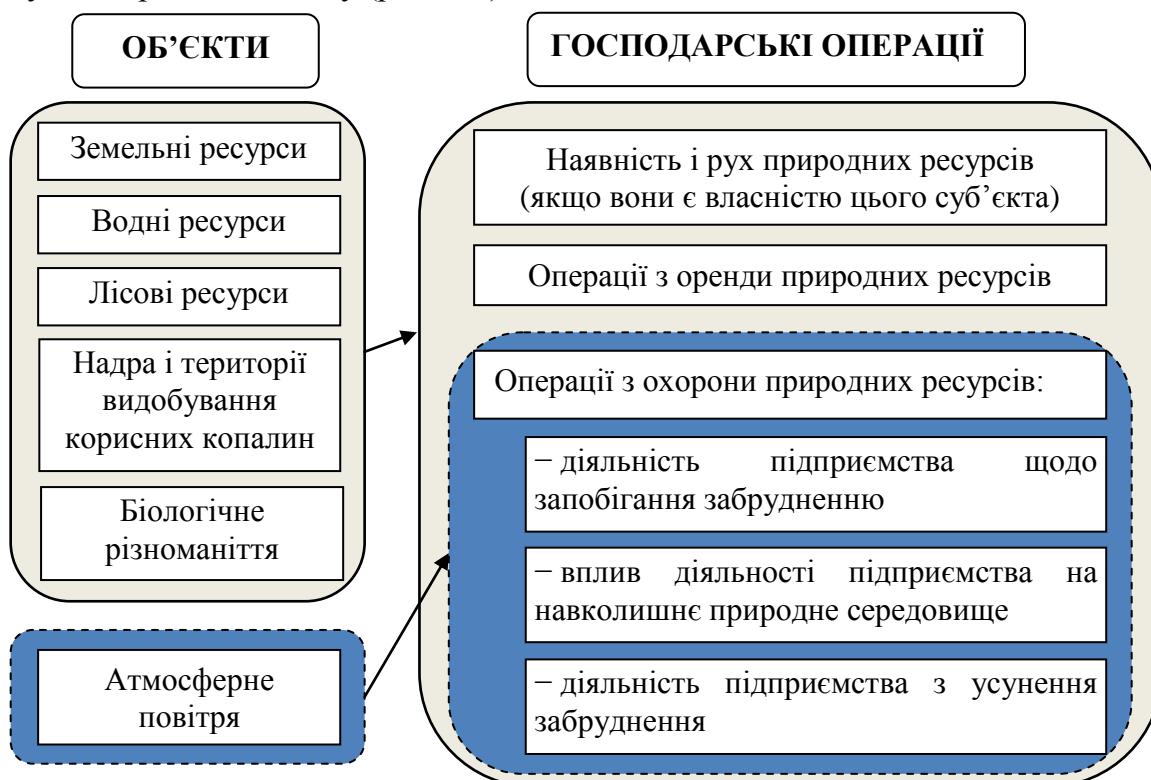 ОБ’ЄКТИ
ГОСПОДАРСЬКІ ОПЕРАЦІЇ
Земельні ресурси
Водні ресурси
Лісові ресурси
Надра і території
видобування
корисних копалин
Біологічне
різноманіття
Атмосферне
повітря
Наявність і рух природних ресурсів
(якщо вони є власністю цього суб’єкта)
Операції з оренди природних ресурсів
Операції з охорони природних ресурсів:
− діяльність підприємства щодо
запобігання забрудненню
− вплив діяльності підприємства на
навколишнє природне середовище
− діяльність підприємства з усунення
забруднення